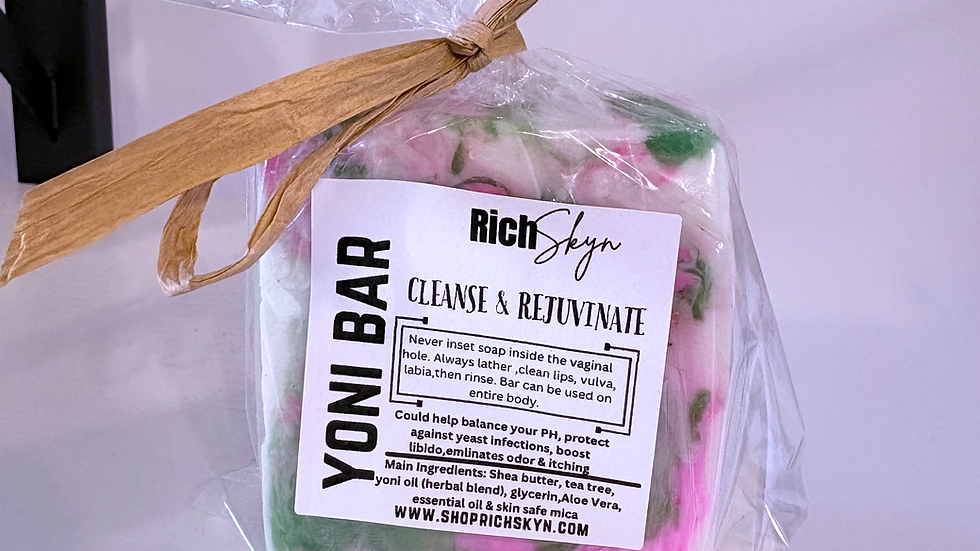 RichSkyn
YONI BAR
CLEANSE & REJUVINATE
Never inset soap inside the vaginal
hole. Always lather ,clean lips, vulva,
labia,then rinse. Bar can be used on
entire body.
Could help balance your PH, protect
against yeast infections, boost
libido,emlinates odor & itching
Main Ingredients: Shea butter, tea tree,
yoni oil (herbal blend), glycerin,Aloe Vera,
essential oil & skin safe mica
WWW.SHOPRICHSKYN.COM